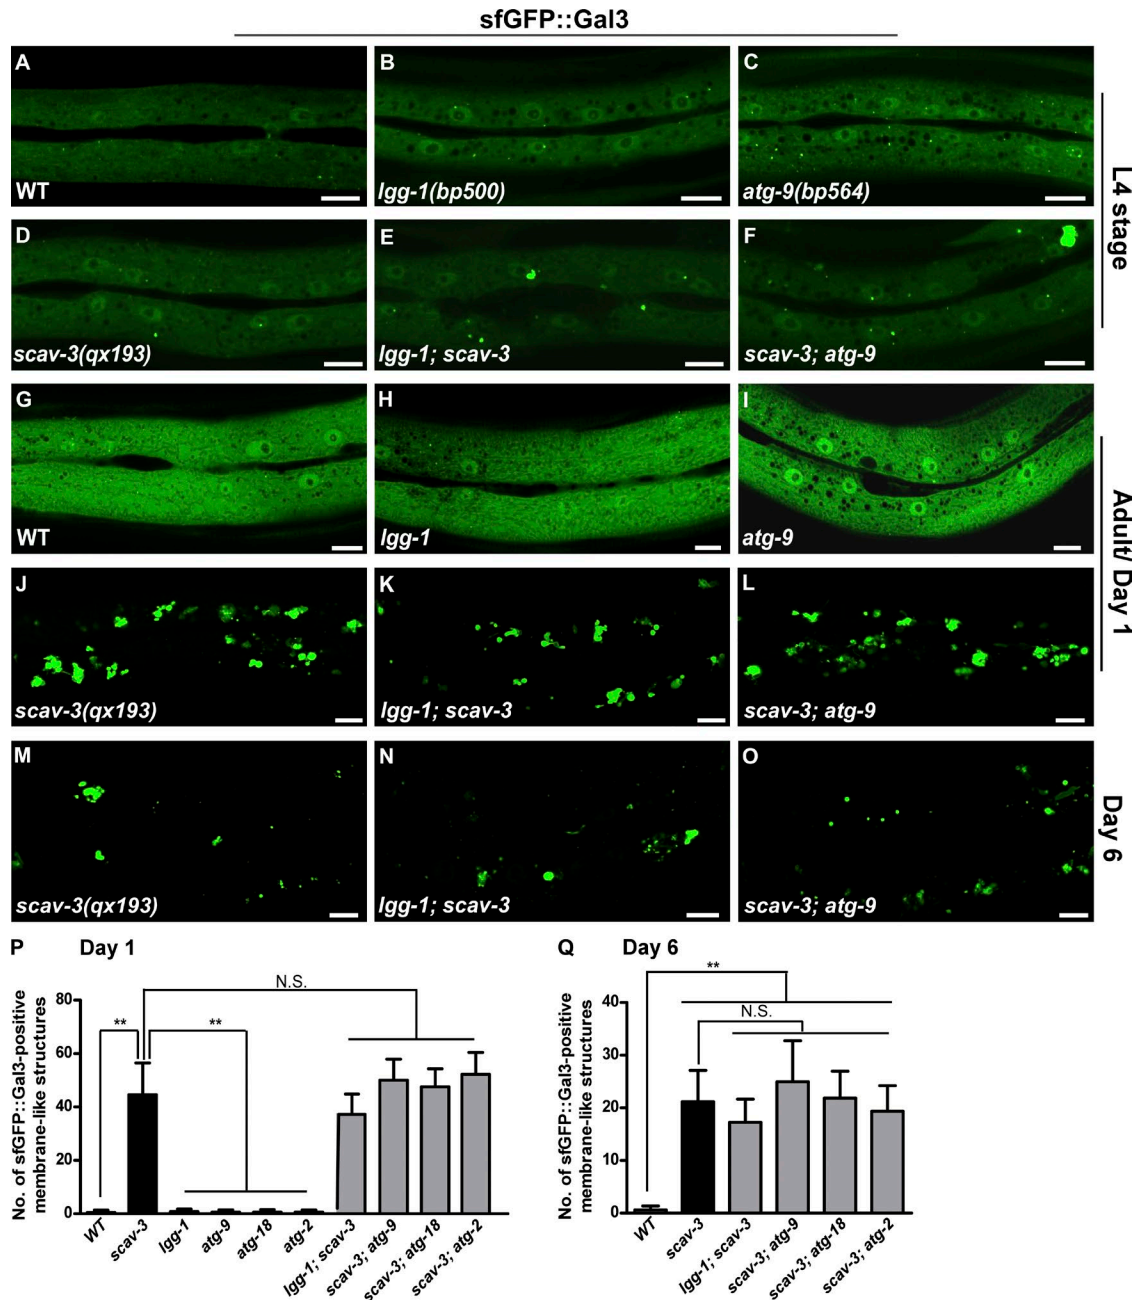 sfGFP::Gal3
A
WT
B
lgg-1(bp500)
C
atg-9(bp564)
D
scav-3(qx193)
E
lgg-1; scav-3
F
scav-3; atg-9
L4 stage
G
WT
H
lgg-1
I
atg-9
J
scav-3(qx193)
K
lgg-1; scav-3
L
scav-3; atg-9
Adult/ Day 1
M
scav-3(qx193)
N
lgg-1; scav-3
O
scav-3; atg-9
Day 6
P Day 1
No. of sfGFP::Gal3-positive
membrane-like structures
80
60
40
20
0
**
**
N.S.
WT
scav-3
lgg-1
atg-9
atg-18
atg-2
lgg-1; scav-3
scav-3; atg-9
scav-3; atg-18
scav-3; atg-2
Q Day 6
No. of sfGFP::Gal3-positive
membrane-like structures
40
30
20
10
0
**
N.S.
WT
scav-3
lgg-1; scav-3
scav-3; atg-9
scav-3; atg-18
scav-3; atg-2